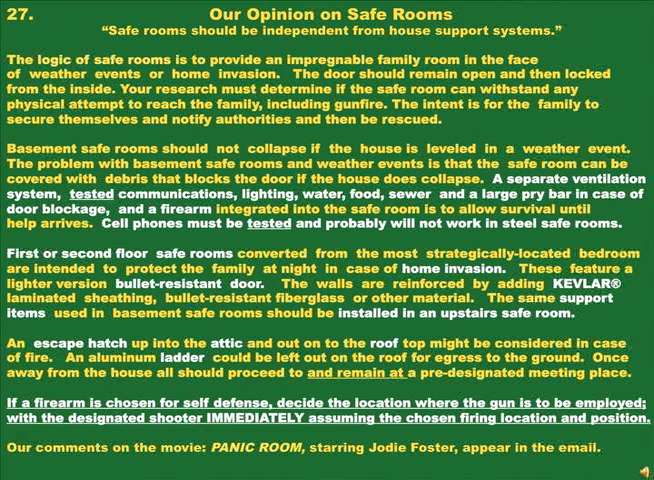 27. Our Opinion on Safe Rooms
“Safe rooms should be independent from house support systems.”
The logic of safe rooms is to provide an impregnable family room in the face
of weather events or home invasion. The door should remain open and then locked
from the inside. Your research must determine if the safe room can withstand any
physical attempt to reach the family, including gunfire. The intent is for the family to
secure themselves and notify authorities and then be rescued.
Basement safe rooms should not collapse if the house is leveled in a weather event.
The problem with basement safe rooms and weather events is that the safe room can be
covered with debris that blocks the door if the house does collapse. A separate ventilation
system, tested communications, lighting, water, food, sewer and a large pry bar in case of
door blockage, and a firearm integrated into the safe room is to allow survival until
help arrives. Cell phones must be tested and probably will not work in steel safe rooms.
First or second floor safe rooms converted from the most strategically-located bedroom
are intended to protect the family at night in case of home invasion. These feature a
lighter version bullet-resistant door. The walls are reinforced by adding KEVLAR®
laminated sheathing, bullet-resistant fiberglass or other material. The same support
items used in basement safe rooms should be installed in an upstairs safe room.
An escape hatch up into the attic and out on to the roof top might be considered in case
of fire. An aluminum ladder could be left out on the roof for egress to the ground. Once
away from the house all should proceed to and remain at a pre-designated meeting place.
If a firearm is chosen for self defense, decide the location where the gun is to be employed;
with the designated shooter IMMEDIATELY assuming the chosen firing location and position.
Our comments on the movie: PANIC ROOM, starring Jodie Foster, appear in the email.